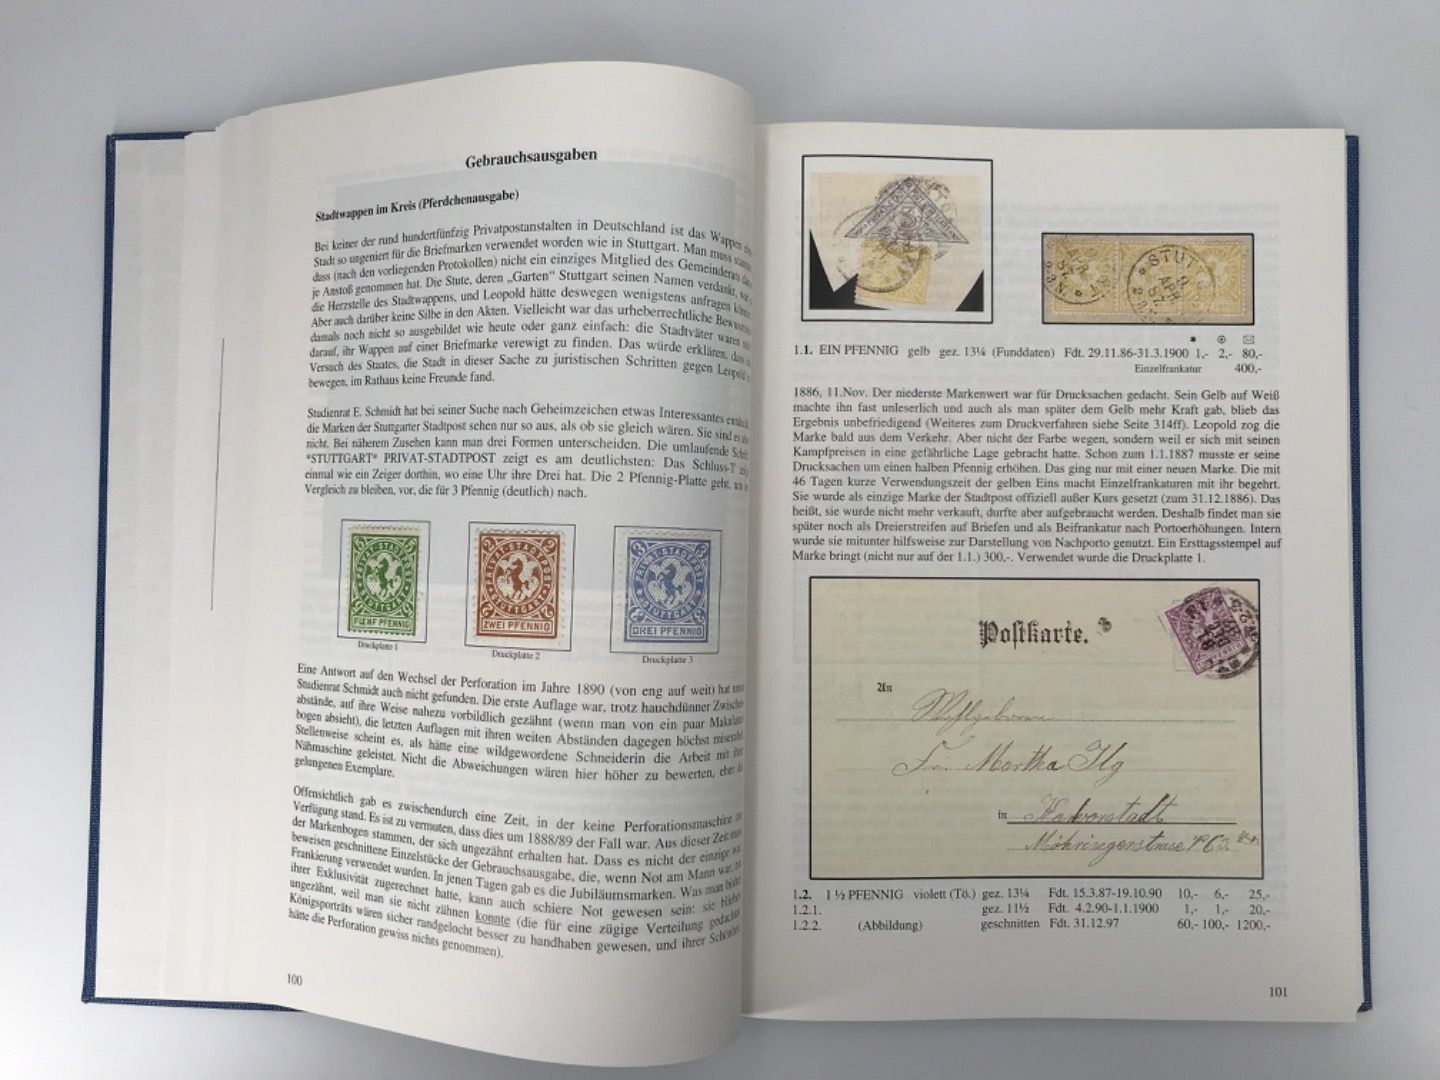 Gebrauchsausgaben
Stadtwappen im Kreis (Pferdchenausgabe)
Bei keiner der rund hundertfünfzig Privatpostanstalten in Deutschland ist das Wappen
Stadt so ungeniert für die Briefmarken verwendet worden wie in Stuttgart. Man muss
dass (nach den vorliegenden Protokollen) nicht ein einziges Mitglied des Gemeinderats
je Anstoß genommen hat. Die Stute, deren „Garten“ Stuttgart seinen Namen verdankt,
die Herzstelle des Stadtwappens, und Leopold hätte deswegen wenigstens anfragen
Aber auch darüber keine Silbe in den Akten. Vielleicht war das urheberrechtliche
damals noch nicht so ausgebildet wie heute oder ganz einfach: die Stadtväter waren
darauf, ihr Wappen auf einer Briefmarke verewigt zu finden. Das würde erklären,
Versuch des Staates, die Stadt in dieser Sache zu juristischen Schritten gegen Leopold
bewegen, im Rathaus keine Freunde fand.
Studienrat E. Schmidt hat bei seiner Suche nach Geheimzeichen etwas Interessantes
die Marken der Stuttgarter Stadtpost sehen nur so aus, als ob sie gleich wären. Sie sind es
nicht. Bei näherem Zusehen kann man drei Formen unterscheiden. Die umlaufende
*STUTTGART* PRIVAT-STADTPOST zeigt es am deutlichsten: Das Schluss-T
einmal wie ein Zeiger dorthin, wo eine Uhr ihre Drei hat. Die 2 Pfennig-Platte geht,
Vergleich zu bleiben, vor, die für 3 Pfennig (deutlich) nach.
5 5
PRIVAT-STADTPOST
STUTTGART
FÜNF PFENNIG
2 2
PRIVAT-STADTPOST
STUTTGART
ZWEI PFENNIG
3 3
PRIVAT-STADTPOST
STUTTGART
DREI PFENNIG
Druckplatte 1
Druckplatte 2
Druckplatte 3
Eine Antwort auf den Wechsel der Perforation im Jahre 1890 (von eng auf weit) hat
Studienrat Schmidt auch nicht gefunden. Die erste Auflage war, trotz hauchdünner
abstände, auf ihre Weise nahezu vorbildlich gezähnt (wenn man von ein paar
bogen absieht), die letzten Auflagen mit ihren weiten Abständen dagegen höchst
Stellenweise scheint es, als hätte eine wildgewordene Schneiderin die Arbeit mit
Nähmaschine geleistet. Nicht die Abweichungen wären hier höher zu bewerten, eher die
gelungenen Exemplare.
Offensichtlich gab es zwischendurch eine Zeit, in der keine Perforationsmaschine
Verfügung stand. Es ist zu vermuten, dass dies um 1888/89 der Fall war. Aus dieser Zeit
der Markenbogen stammen, der sich ungezähnt erhalten hat. Dass es nicht der einzige
beweisen geschnittene Einzelstücke der Gebrauchsausgabe, die, wenn Not am Mann war,
Frankierung verwendet wurden. In jenen Tagen gab es die Jubiläumsmarken. Was man
ihrer Exklusivität zugerechnet hatte, kann auch schiere Not gewesen sein: sie
ungezähnt, weil man sie nicht zähnen konnte (die für eine zügige Verteilung
Königsporträts wären sicher randgelocht besser zu handhaben gewesen, und ihrer
hätte die Perforation gewiss nichts genommen).
100
STUTT
1.1. EIN PFENNIG gelb gez. 13¼ (Funddaten) Fdt. 29.11.86-31.3.1900 1,- 2,- 80,-
Einzelfrankatur 400,-
1886, 11.Nov. Der niederste Markenwert war für Drucksachen gedacht. Sein Gelb auf Weiß
machte ihn fast unleserlich und auch als man später dem Gelb mehr Kraft gab, blieb das
Ergebnis unbefriedigend (Weiteres zum Druckverfahren siehe Seite 314ff). Leopold zog die
Marke bald aus dem Verkehr. Aber nicht der Farbe wegen, sondern weil er sich mit seinen
Kampfpreisen in eine gefährliche Lage gebracht hatte. Schon zum 1.1.1887 musste er seine
Drucksachen um einen halben Pfennig erhöhen. Das ging nur mit einer neuen Marke. Die mit
46 Tagen kurze Verwendungszeit der gelben Eins macht Einzelfrankaturen mit ihr begehrt.
Sie wurde als einzige Marke der Stadtpost offiziell außer Kurs gesetzt (zum 31.12.1886). Das
heißt, sie wurde nicht mehr verkauft, durfte aber aufgebraucht werden. Deshalb findet man sie
später noch als Dreierstreifen auf Briefen und als Beifrankatur nach Portoerhöhungen. Intern
wurde sie mitunter hilfsweise zur Darstellung von Nachporto genutzt. Ein Ersttagsstempel auf
Marke bringt (nicht nur auf der 1.1.) 300,-. Verwendet wurde die Druckplatte 1.
Postkarte.
An
Martha Ilg
in
1.2. 1 ½ PFENNIG violett (Tö.) gez. 13¼ Fdt. 15.3.87-19.10.90 10,- 6,- 25,-
1.2.1. gez. 11½ Fdt. 4.2.90-1.1.1900 1,- 1,- 20.-
1.2.2. (Abbildung) geschnitten Fdt. 31.12.97 60,- 100,- 1200,-
101